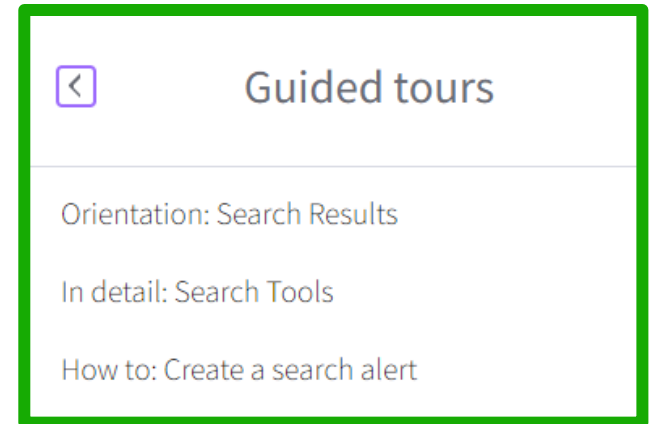 Guided tours
Orientation: Search Results
In detail: Search Tools
How to: Create a search alert